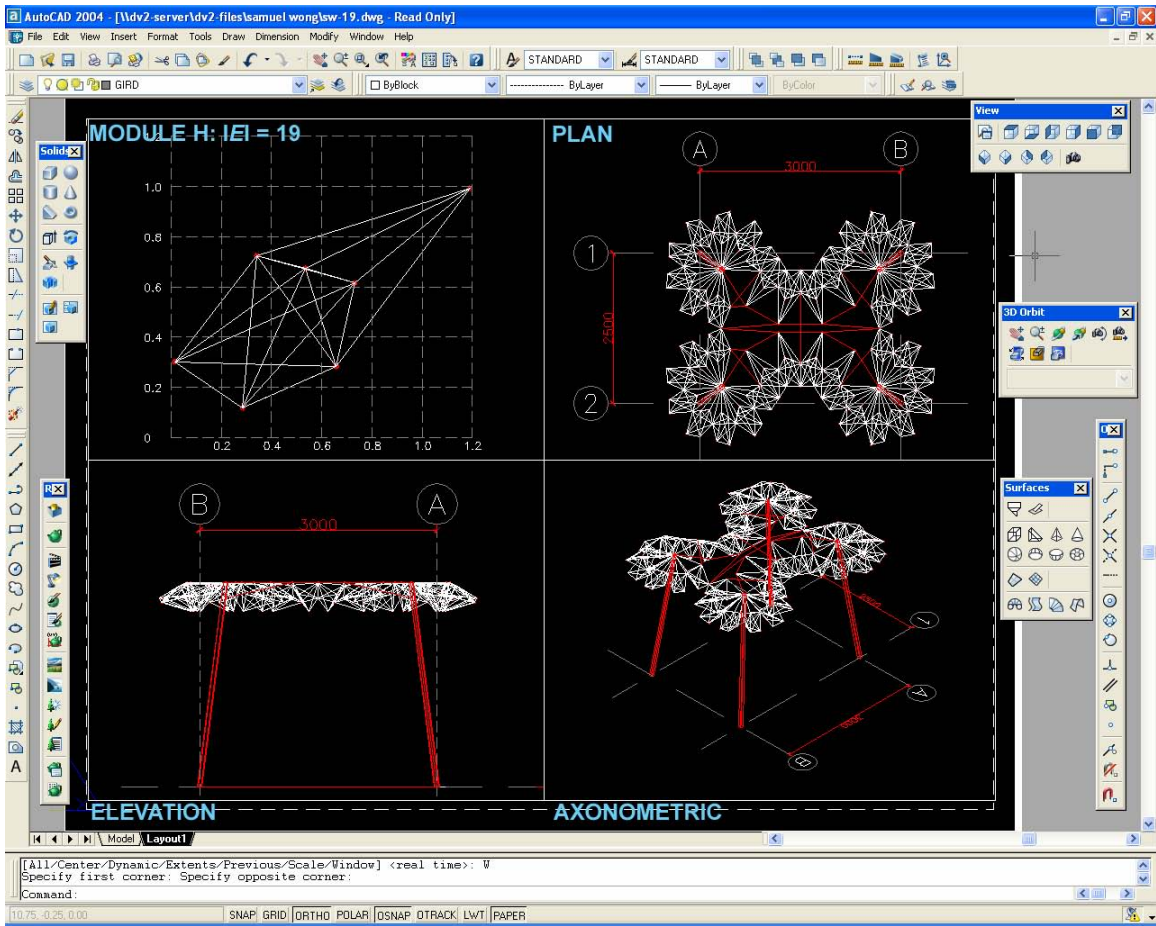 AutoCAD 2004 - [\\dv2-server\dv2-files\samuel wong\sw-19.dwg - Read Only]
File Edit View Insert Format Tools Draw Dimension Modify Window Help
STANDARD STANDARD
GIRD ByBlock ByLayer ByLayer ByColor
MODULE H: I E I = 19
1.0
0.8
0.6
0.4
0.2
0
0.2 0.4 0.6 0.8 1.0 1.2
PLAN
A B
3000
1
2500
2
B A
3000
ELEVATION
1
A
3000
B
AXONOMETRIC
Solids
View
3D Orbit
Surfaces
Model Layout1
[All/Center/Dynamic/Extents/Previous/Scale/Window] <real time>: W
Specify first corner: Specify opposite corner:
Command:
10.75, -0.25, 0.00 SNAP GRID ORTHO POLAR OSNAP OTRACK LWT PAPER